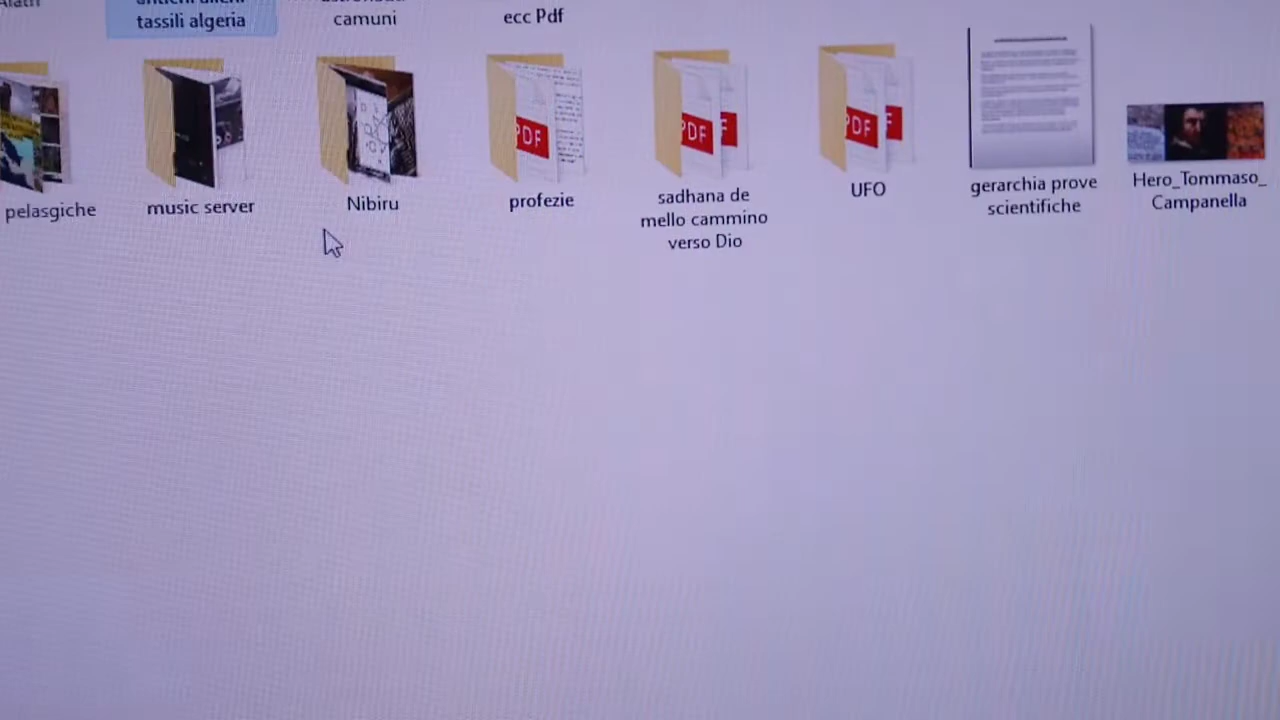 tassili algeria
camuni
ecc Pdf
pelasgiche
music server
Nibiru
profezie
sadhana de
mello cammino
verso Dio
UFO
gerarchia prove
scientifiche
Hero_Tommaso_
Campanella
PDF
PDF
PDF